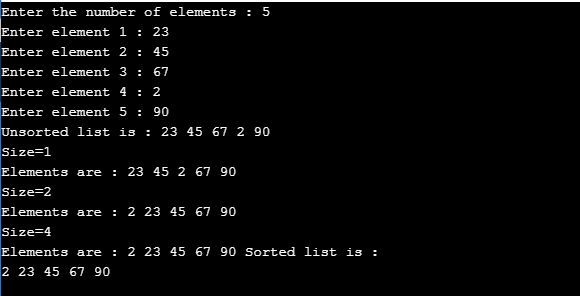 Enter the number of elements : 5
Enter element 1 : 23
Enter element 2 : 45
Enter element 3 : 67
Enter element 4 : 2
Enter element 5 : 90
Unsorted list is : 23 45 67 2 90
Size=1
Elements are : 23 45 2 67 90
Size=2
Elements are : 2 23 45 67 90
Size=4
Elements are : 2 23 45 67 90 Sorted list is :
2 23 45 67 90